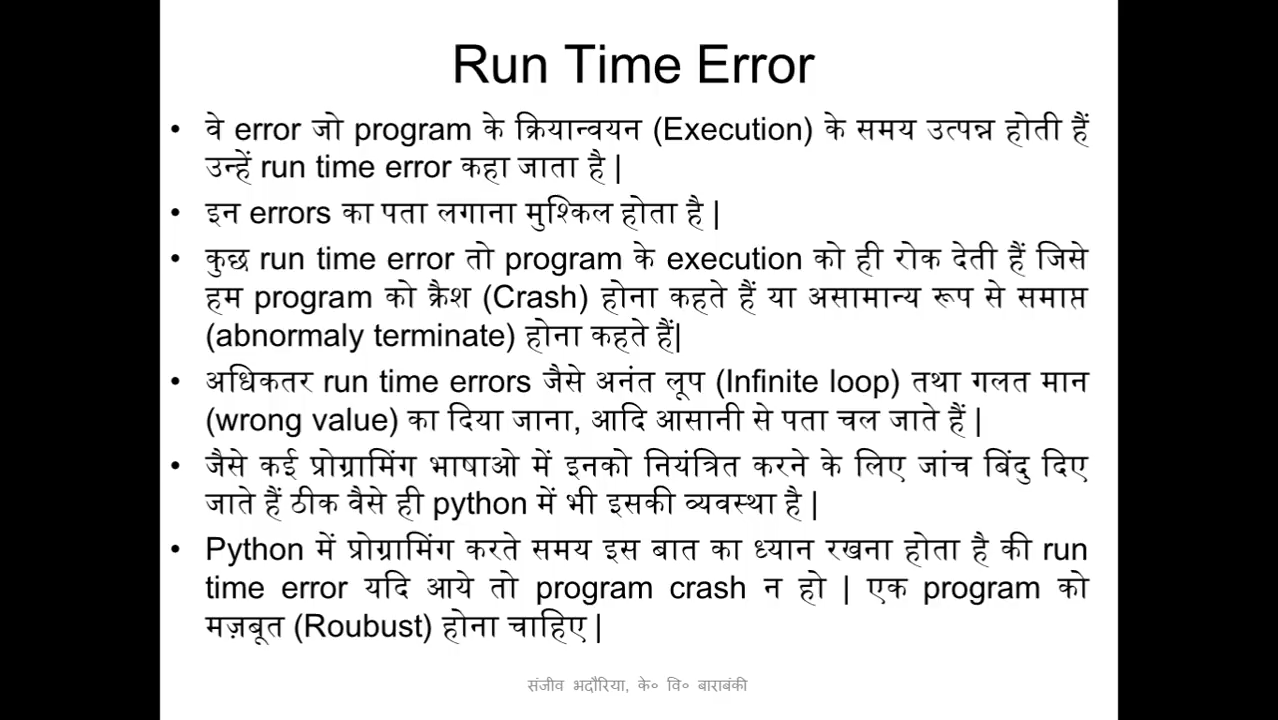 Run Time Error
• वे error जो program के क्रियान्वयन (Execution) के समय उत्पन्न होती हैं
उन्हें run time error कहा जाता है |
• इन errors का पता लगाना मुश्किल होता है |
• कुछ run time error तो program के execution को ही रोक देती हैं जिसे
हम program को क्रैश (Crash) होना कहते हैं या असामान्य रूप से समाप्त
(abnormaly terminate) होना कहते हैं|
• अधिकतर run time errors जैसे अनंत लूप (Infinite loop) तथा गलत मान
(wrong value) का दिया जाना, आदि आसानी से पता चल जाते हैं |
• जैसे कई प्रोग्रामिंग भाषाओ में इनको नियंत्रित करने के लिए जांच बिंदु दिए
जाते हैं ठीक वैसे ही python में भी इसकी व्यवस्था है |
• Python में प्रोग्रामिंग करते समय इस बात का ध्यान रखना होता है की run
time error यदि आये तो program crash न हो | एक program को
मज़बूत (Roubust) होना चाहिए |
संजीव भदौरिया, के० वि० बाराबंकी